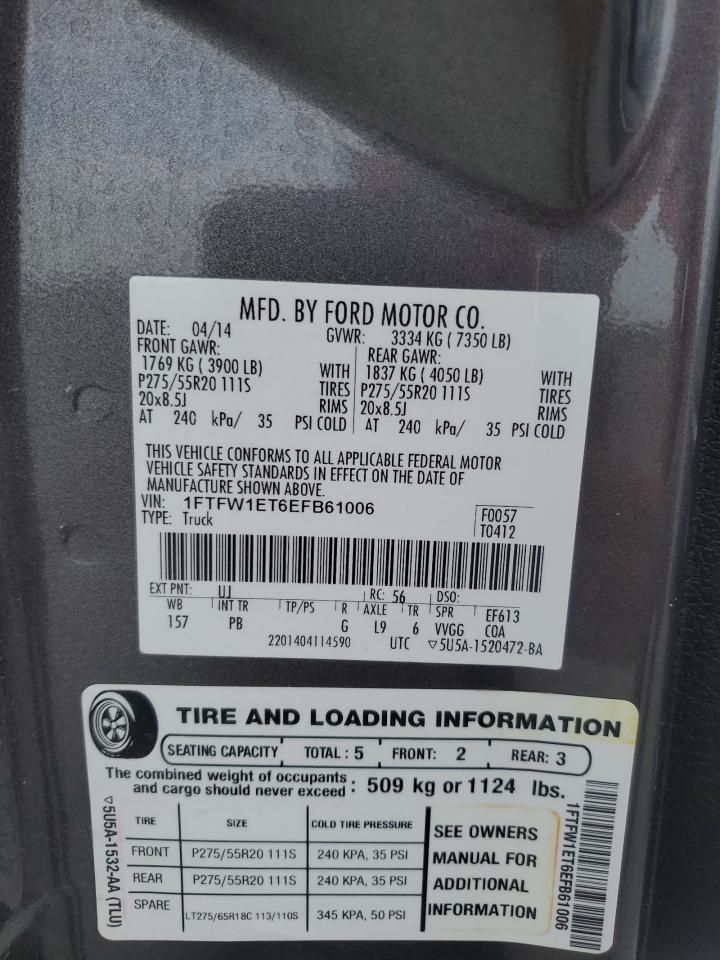 MFD. BY FORD MOTOR CO.
DATE: 04/14 GVWR: 3334 KG ( 7350 LB)
FRONT GAWR: REAR GAWR:
1769 KG ( 3900 LB) WITH 1837 KG ( 4050 LB) WITH
P275/55R20 111S TIRES P275/55R20 111S TIRES
20x8.5J RIMS 20x8.5J RIMS
AT 240 kPa/ 35 PSI COLD AT 240 kPa/ 35 PSI COLD
THIS VEHICLE CONFORMS TO ALL APPLICABLE FEDERAL MOTOR
VEHICLE SAFETY STANDARDS IN EFFECT ON THE DATE OF
MANUFACTURE SHOWN ABOVE.
VIN: 1FTFW1ET6EFB61006 F0057
TYPE: Truck T0412
EXT PNT: UJ RC: 56 DSO:
WB INT TR TP/PS R AXLE TR SPR EF613
157 PB G L9 6 VVGG COA
2201404114590 UTC ▽5U5A-1520472-BA
TIRE AND LOADING INFORMATION
SEATING CAPACITY TOTAL : 5 FRONT: 2 REAR: 3
The combined weight of occupants
and cargo should never exceed : 509 kg or 1124 lbs.
TIRE SIZE COLD TIRE PRESSURE
FRONT P275/55R20 111S 240 KPA, 35 PSI
REAR P275/55R20 111S 240 KPA, 35 PSI
SPARE LT275/65R18C 113/110S 345 KPA, 50 PSI
SEE OWNERS
MANUAL FOR
ADDITIONAL
INFORMATION
▽5U5A-1532-AA (TLU)
1FTFW1ET6EFB61006